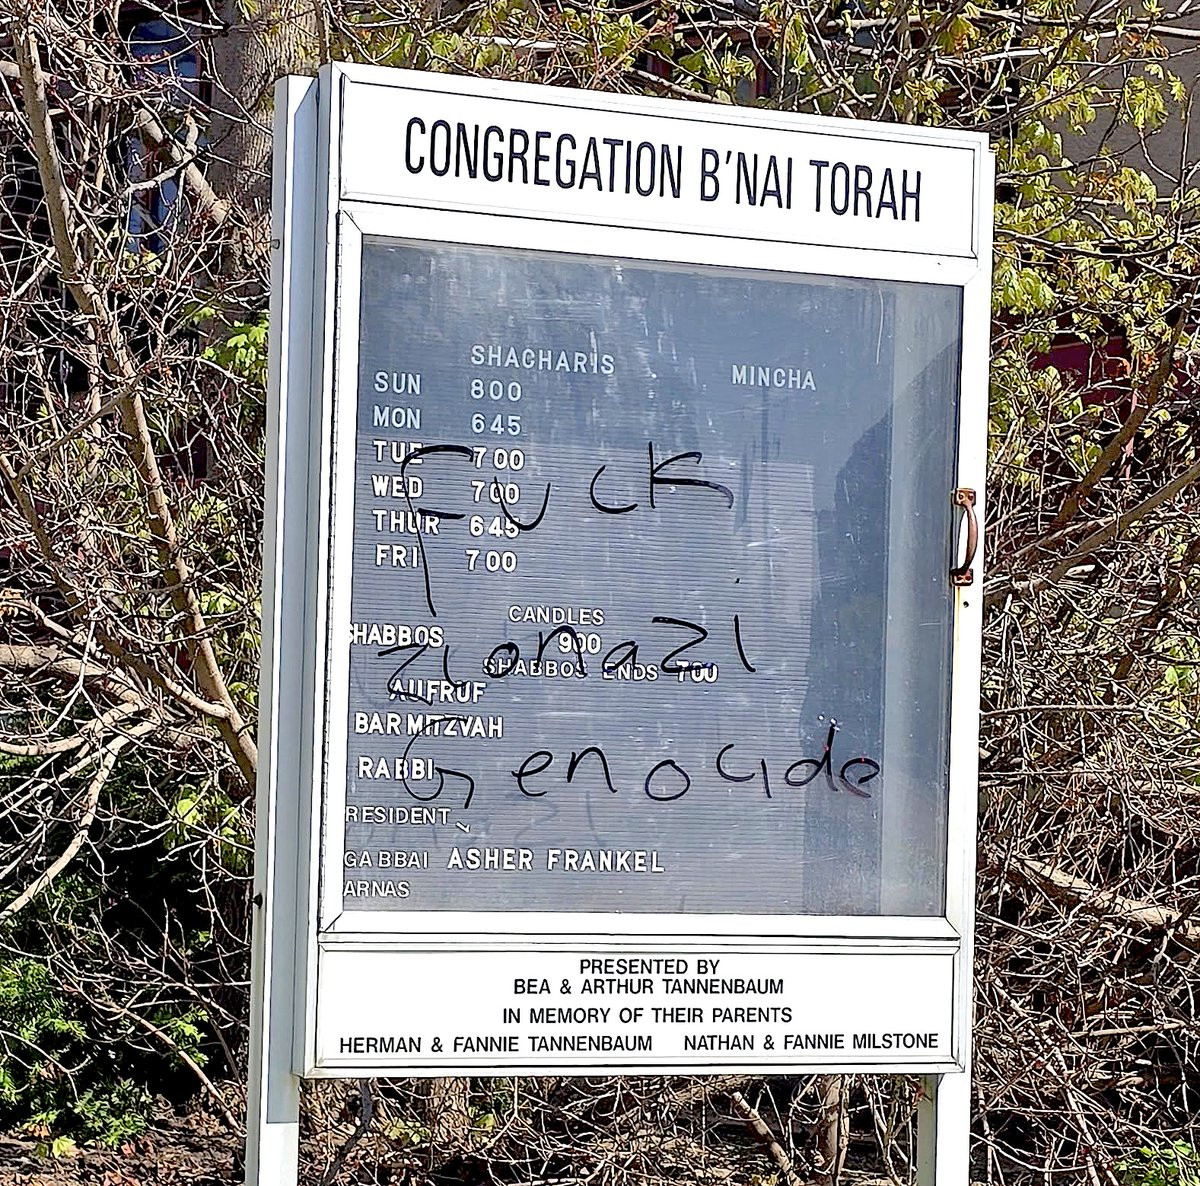 CONGREGATION B'NAI TORAH
SHACHARIS MINCHA
SUN 800
MON 645
TUE 700
WED 700
THUR 645
FRI 700
Fuck
CANDLES
SHABBOS 900
Zionazi
SHABBOS ENDS 700
AUFRUF
BAR MITZVAH
Genocide
RABBI
RESIDENT
GABBAI ASHER FRANKEL
ARNAS
PRESENTED BY
BEA & ARTHUR TANNENBAUM
IN MEMORY OF THEIR PARENTS
HERMAN & FANNIE TANNENBAUM NATHAN & FANNIE MILSTONE